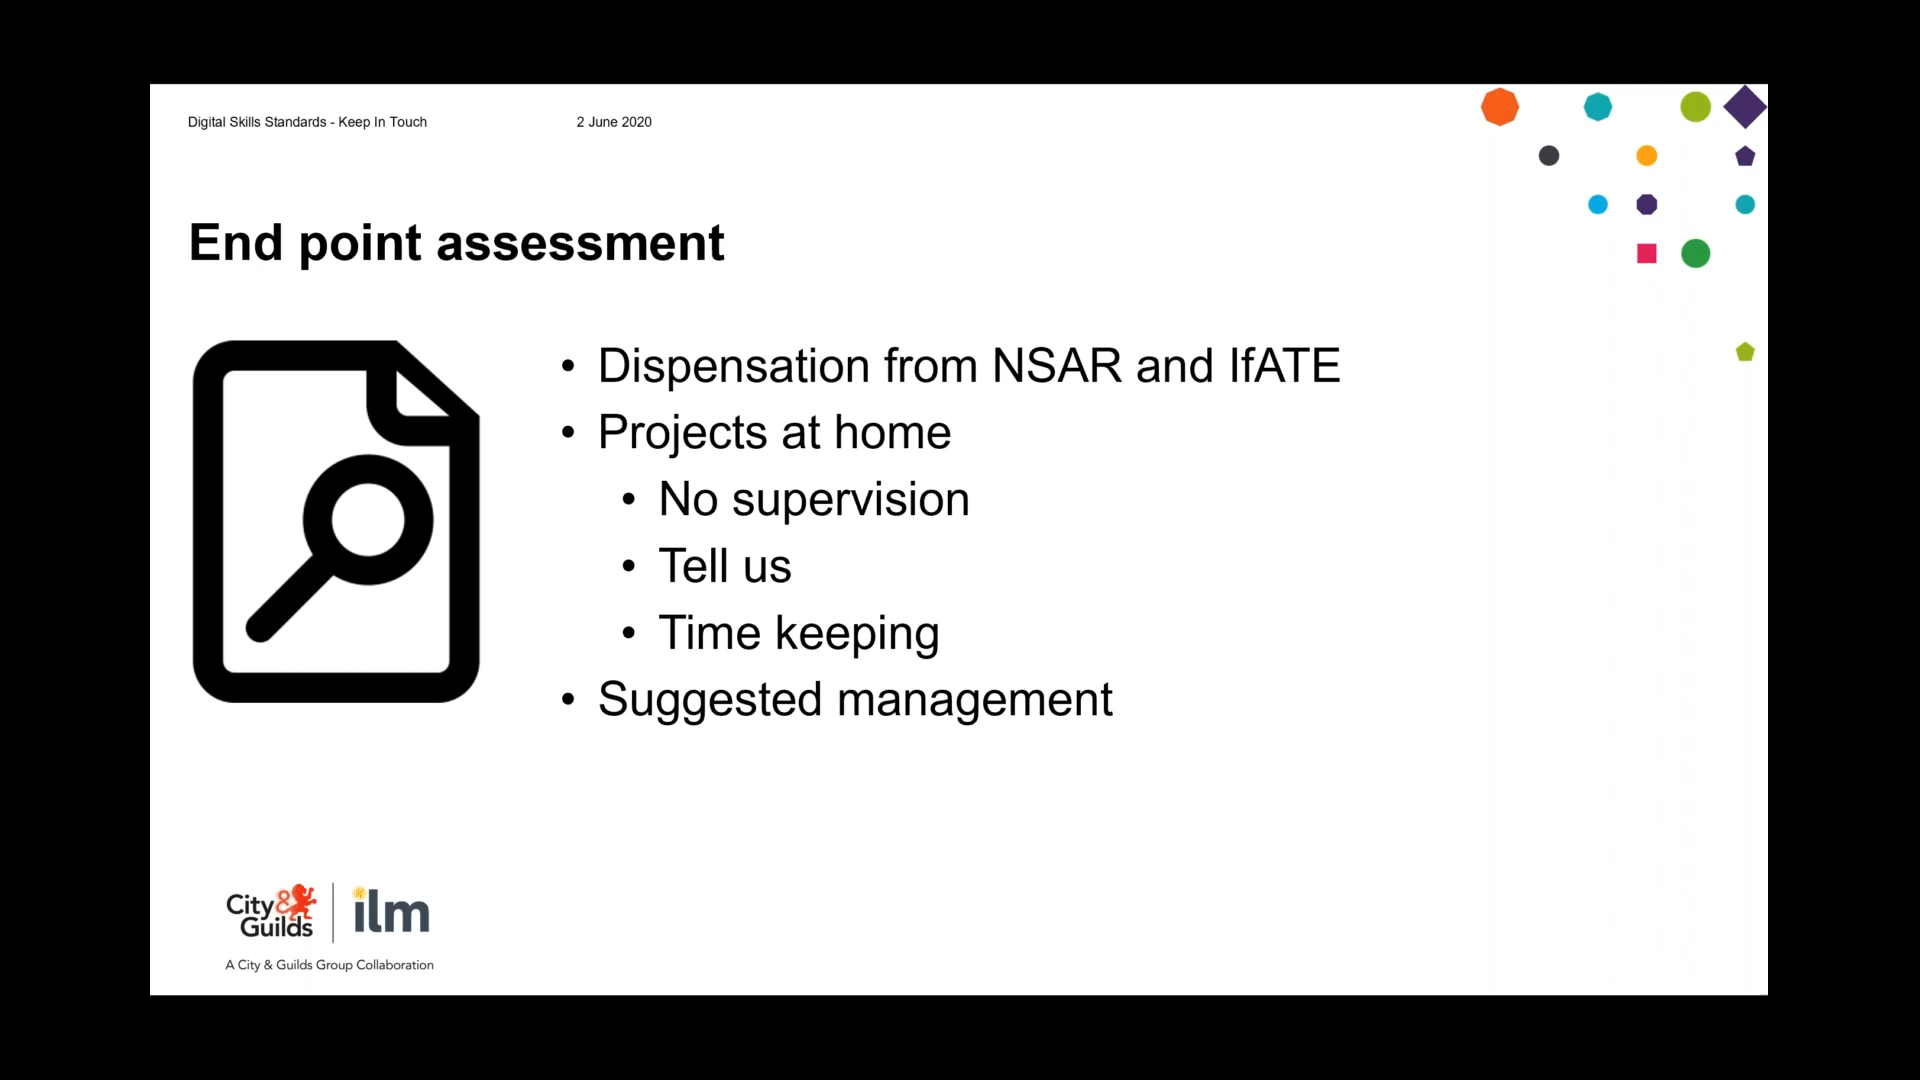 Digital Skills Standards - Keep In Touch 2 June 2020
End point assessment
• Dispensation from NSAR and IfATE
• Projects at home
• No supervision
• Tell us
• Time keeping
• Suggested management
City &
Guilds
ilm
A City & Guilds Group Collaboration